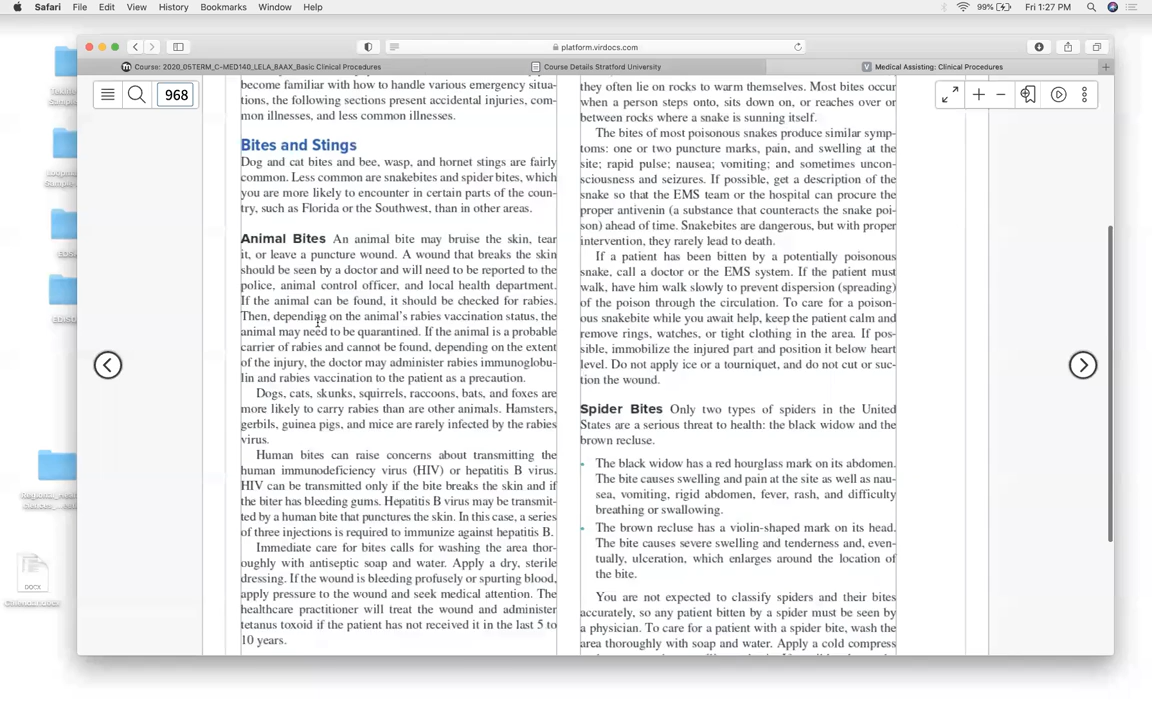 Safari File Edit View History Bookmarks Window Help
99% Fri 1:27 PM
platform.virdocs.com
Course: 2020_05TERM_C-MED140_LELA_BAAX_Basic Clinical Procedures
Course Details Stratford University
Medical Assisting: Clinical Procedures
968
become familiar with how to handle various emergency situa-
tions, the following sections present accidental injuries, com-
mon illnesses, and less common illnesses.
Bites and Stings
Dog and cat bites and bee, wasp, and hornet stings are fairly
common. Less common are snakebites and spider bites, which
you are more likely to encounter in certain parts of the coun-
try, such as Florida or the Southwest, than in other areas.
Animal Bites An animal bite may bruise the skin, tear
it, or leave a puncture wound. A wound that breaks the skin
should be seen by a doctor and will need to be reported to the
police, animal control officer, and local health department.
If the animal can be found, it should be checked for rabies.
Then, depending on the animal's rabies vaccination status, the
animal may need to be quarantined. If the animal is a probable
carrier of rabies and cannot be found, depending on the extent
of the injury, the doctor may administer rabies immunoglobu-
lin and rabies vaccination to the patient as a precaution.
Dogs, cats, skunks, squirrels, raccoons, bats, and foxes are
more likely to carry rabies than are other animals. Hamsters,
gerbils, guinea pigs, and mice are rarely infected by the rabies
virus.
Human bites can raise concerns about transmitting the
human immunodeficiency virus (HIV) or hepatitis B virus.
HIV can be transmitted only if the bite breaks the skin and if
the biter has bleeding gums. Hepatitis B virus may be transmit-
ted by a human bite that punctures the skin. In this case, a series
of three injections is required to immunize against hepatitis B.
Immediate care for bites calls for washing the area thor-
oughly with antiseptic soap and water. Apply a dry, sterile
dressing. If the wound is bleeding profusely or spurting blood,
apply pressure to the wound and seek medical attention. The
healthcare practitioner will treat the wound and administer
tetanus toxoid if the patient has not received it in the last 5 to
10 years.
they often lie on rocks to warm themselves. Most bites occur
when a person steps onto, sits down on, or reaches over or
between rocks where a snake is sunning itself.
The bites of most poisonous snakes produce similar symp-
toms: one or two puncture marks, pain, and swelling at the
site; rapid pulse; nausea; vomiting; and sometimes uncon-
sciousness and seizures. If possible, get a description of the
snake so that the EMS team or the hospital can procure the
proper antivenin (a substance that counteracts the snake poi-
son) ahead of time. Snakebites are dangerous, but with proper
intervention, they rarely lead to death.
If a patient has been bitten by a potentially poisonous
snake, call a doctor or the EMS system. If the patient must
walk, have him walk slowly to prevent dispersion (spreading)
of the poison through the circulation. To care for a poison-
ous snakebite while you await help, keep the patient calm and
remove rings, watches, or tight clothing in the area. If pos-
sible, immobilize the injured part and position it below heart
level. Do not apply ice or a tourniquet, and do not cut or suc-
tion the wound.
Spider Bites Only two types of spiders in the United
States are a serious threat to health: the black widow and the
brown recluse.
The black widow has a red hourglass mark on its abdomen.
The bite causes swelling and pain at the site as well as nau-
sea, vomiting, rigid abdomen, fever, rash, and difficulty
breathing or swallowing.
The brown recluse has a violin-shaped mark on its head.
The bite causes severe swelling and tenderness and, even-
tually, ulceration, which enlarges around the location of
the bite.
You are not expected to classify spiders and their bites
accurately, so any patient bitten by a spider must be seen by
a physician. To care for a patient with a spider bite, wash the
area thoroughly with soap and water. Apply a cold compress
DOCX